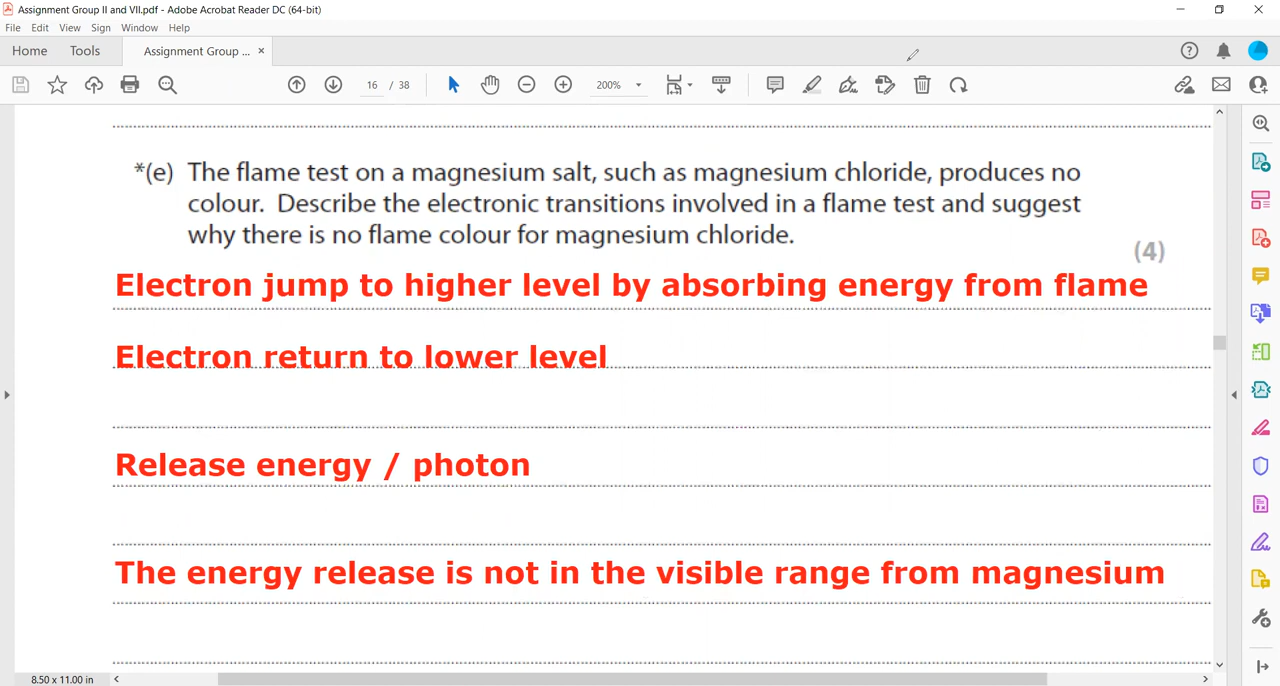 Assignment Group II and VII.pdf - Adobe Acrobat Reader DC (64-bit)
File Edit View Sign Window Help
Home Tools Assignment Group ... ×
16 / 38 200%
*(e) The flame test on a magnesium salt, such as magnesium chloride, produces no
colour. Describe the electronic transitions involved in a flame test and suggest
why there is no flame colour for magnesium chloride.
(4)
Electron jump to higher level by absorbing energy from flame
Electron return to lower level
Release energy / photon
The energy release is not in the visible range from magnesium
8.50 x 11.00 in